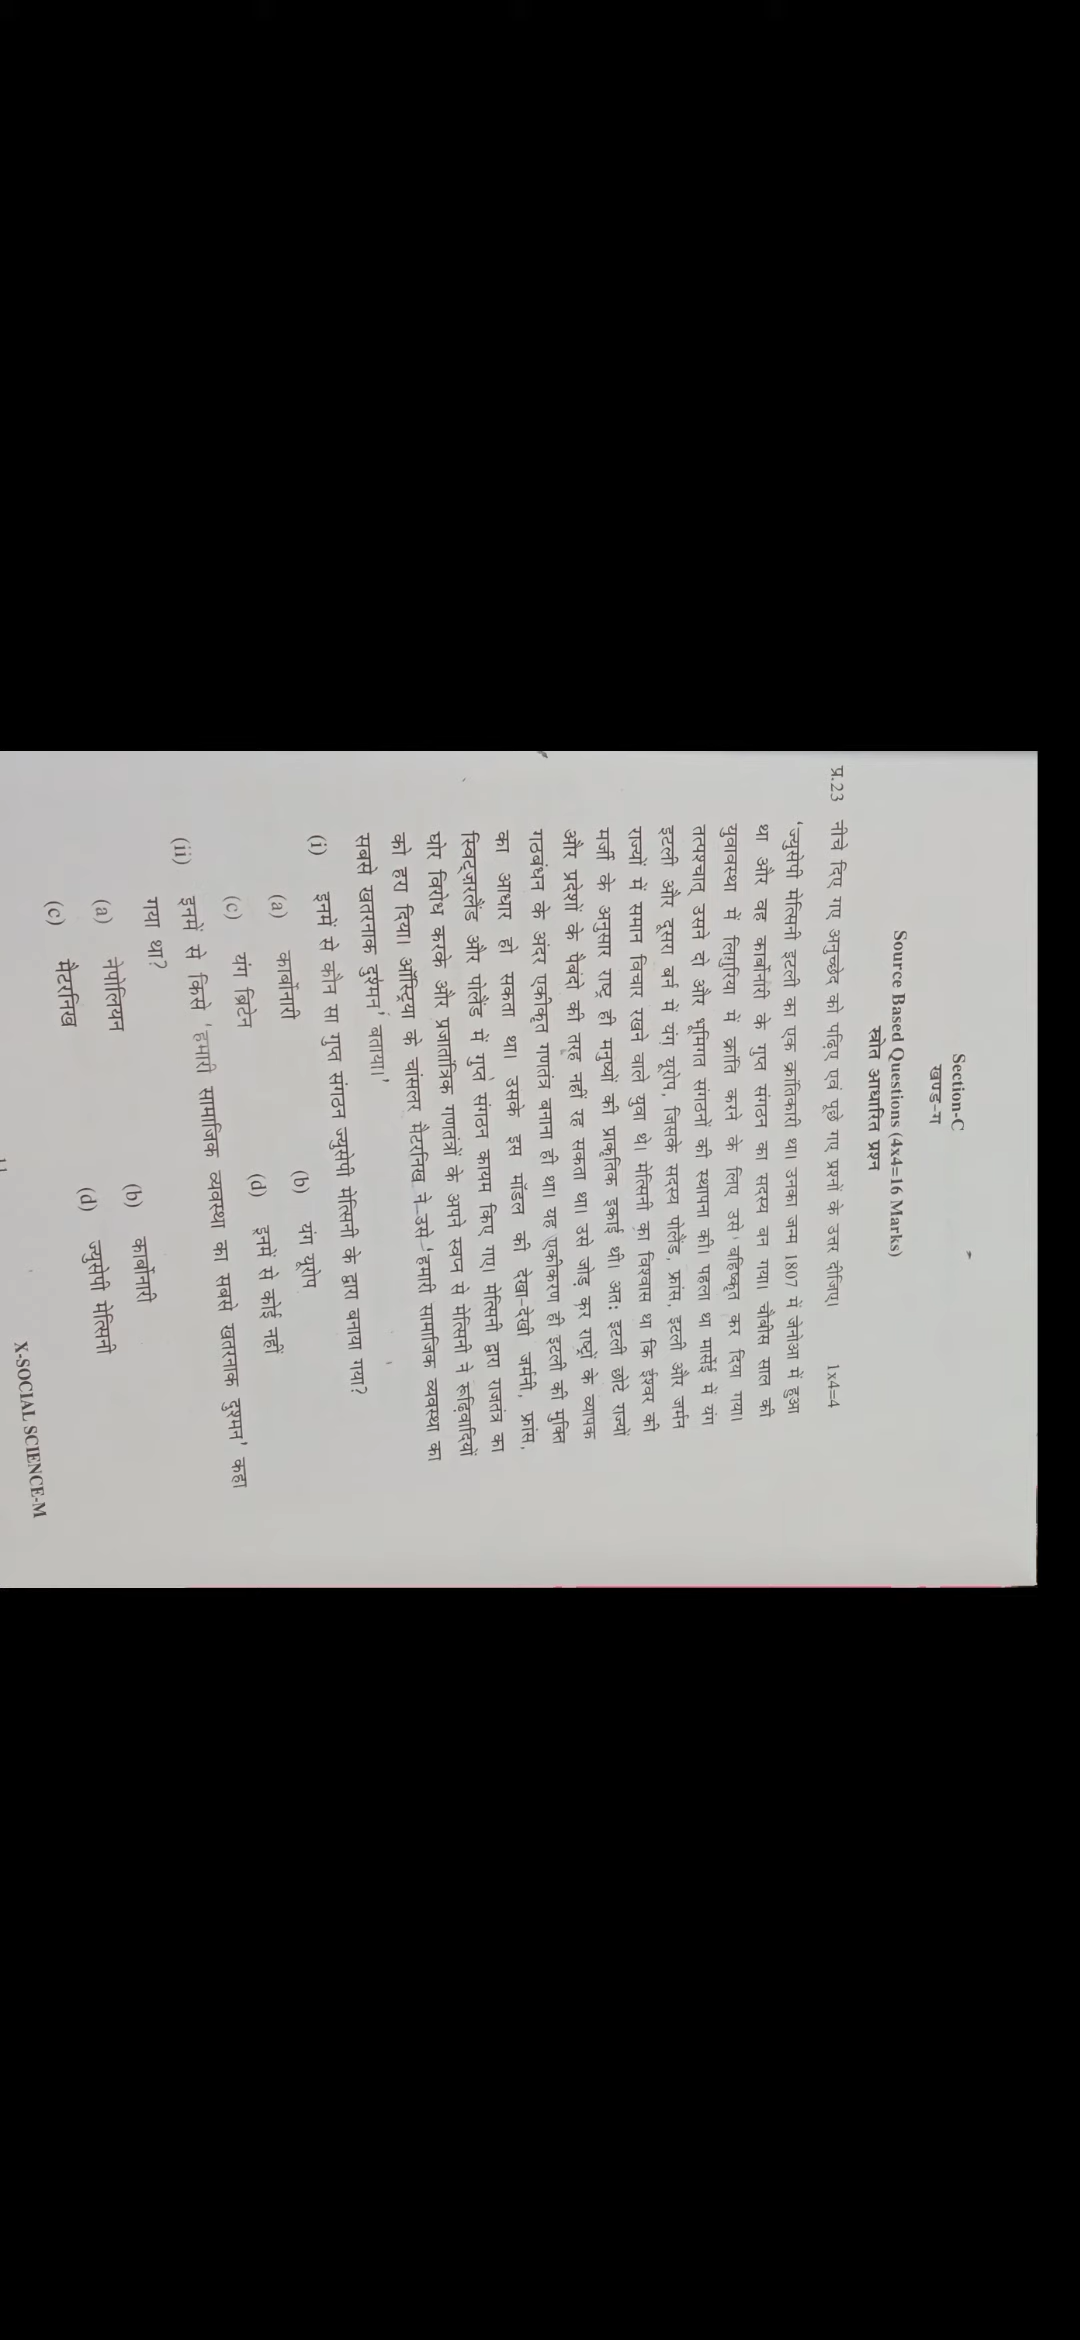 Section-C
खण्ड-ग
Source Based Questions (4x4=16 Marks)
स्रोत आधारित प्रश्न
प्र.23 नीचे दिए गए अनुच्छेद को पढ़िए एवं पूछे गए प्रश्नों के उत्तर दीजिए। 1x4=4
'ज्युसेपी मेत्सिनी इटली का एक क्रांतिकारी था। उनका जन्म 1807 में जेनोआ में हुआ
था और वह कार्बोनारी के गुप्त संगठन का सदस्य बन गया। चौबीस साल की
युवावस्था में लिगुरिया में क्रांति करने के लिए उसे बहिष्कृत कर दिया गया।
तत्पश्चात् उसने दो और भूमिगत संगठनों की स्थापना की। पहला था मार्सेई में यंग
इटली और दूसरा बर्न में यंग यूरोप, जिसके सदस्य पोलैंड, फ्रांस, इटली और जर्मन
राज्यों में समान विचार रखने वाले युवा थे। मेत्सिनी का विश्वास था कि ईश्वर की
मर्जी के अनुसार राष्ट्र ही मनुष्यों की प्राकृतिक इकाई थी। अतः इटली छोटे राज्यों
और प्रदेशों के पैबंदो की तरह नहीं रह सकता था। उसे जोड़ कर राष्ट्रों के व्यापक
गठबंधन के अंदर एकीकृत गणतंत्र बनाना ही था। यह एकीकरण ही इटली की मुक्ति
का आधार हो सकता था। उसके इस मॉडल की देखा-देखी जर्मनी, फ्रांस,
स्विट्ज़रलैंड और पोलैंड में गुप्त संगठन कायम किए गए। मेत्सिनी द्वारा राजतंत्र का
घोर विरोध करके और प्रजातांत्रिक गणतंत्रों के अपने स्वप्न से मेत्सिनी ने रूढ़िवादियों
को हरा दिया। ऑस्ट्रिया के चांसलर मैटरनिख ने उसे 'हमारी सामाजिक व्यवस्था का
सबसे खतरनाक दुश्मन' बताया।'
(i) इनमें से कौन सा गुप्त संगठन ज्युसेपी मेत्सिनी के द्वारा बनाया गया?
(a) कार्बोनारी (b) यंग यूरोप
(c) यंग ब्रिटेन (d) इनमें से कोई नहीं
(ii) इनमें से किसे 'हमारी सामाजिक व्यवस्था का सबसे खतरनाक दुश्मन' कहा
गया था?
(a) नेपोलियन (b) कार्बोनारी
(c) मैटरनिख (d) ज्युसेपी मेत्सिनी
X-SOCIAL SCIENCE-M